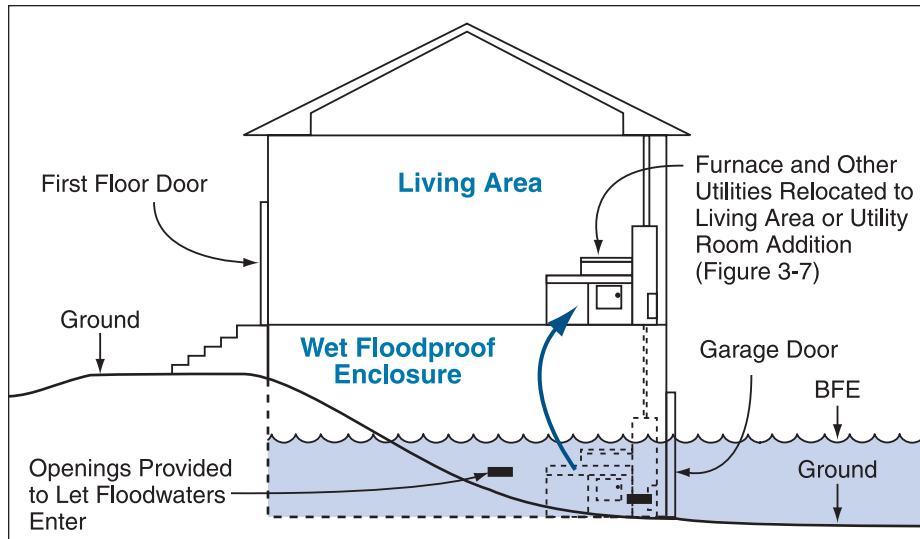 Living Area
First Floor Door
Furnace and Other
Utilities Relocated to
Living Area or Utility
Room Addition
(Figure 3-7)
Ground
Wet Floodproof
Enclosure
Garage Door
BFE
Openings Provided
to Let Floodwaters
Enter
Ground